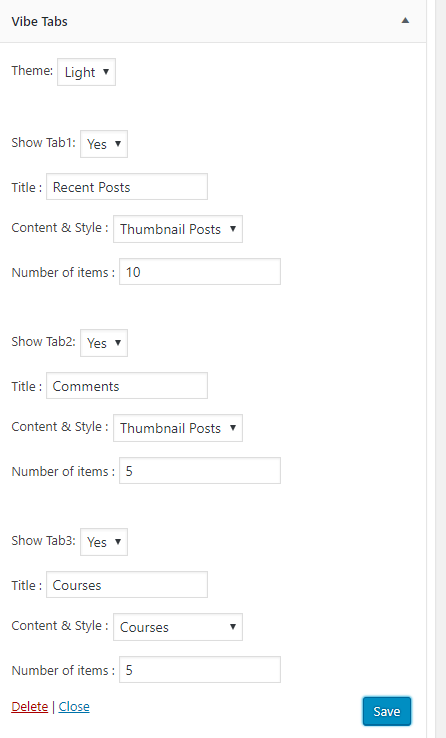 Vibe Tabs
Theme: Light
Show Tab1: Yes
Title : Recent Posts
Content & Style : Thumbnail Posts
Number of items : 10
Show Tab2: Yes
Title : Comments
Content & Style : Thumbnail Posts
Number of items : 5
Show Tab3: Yes
Title : Courses
Content & Style : Courses
Number of items : 5
Delete | Close Save